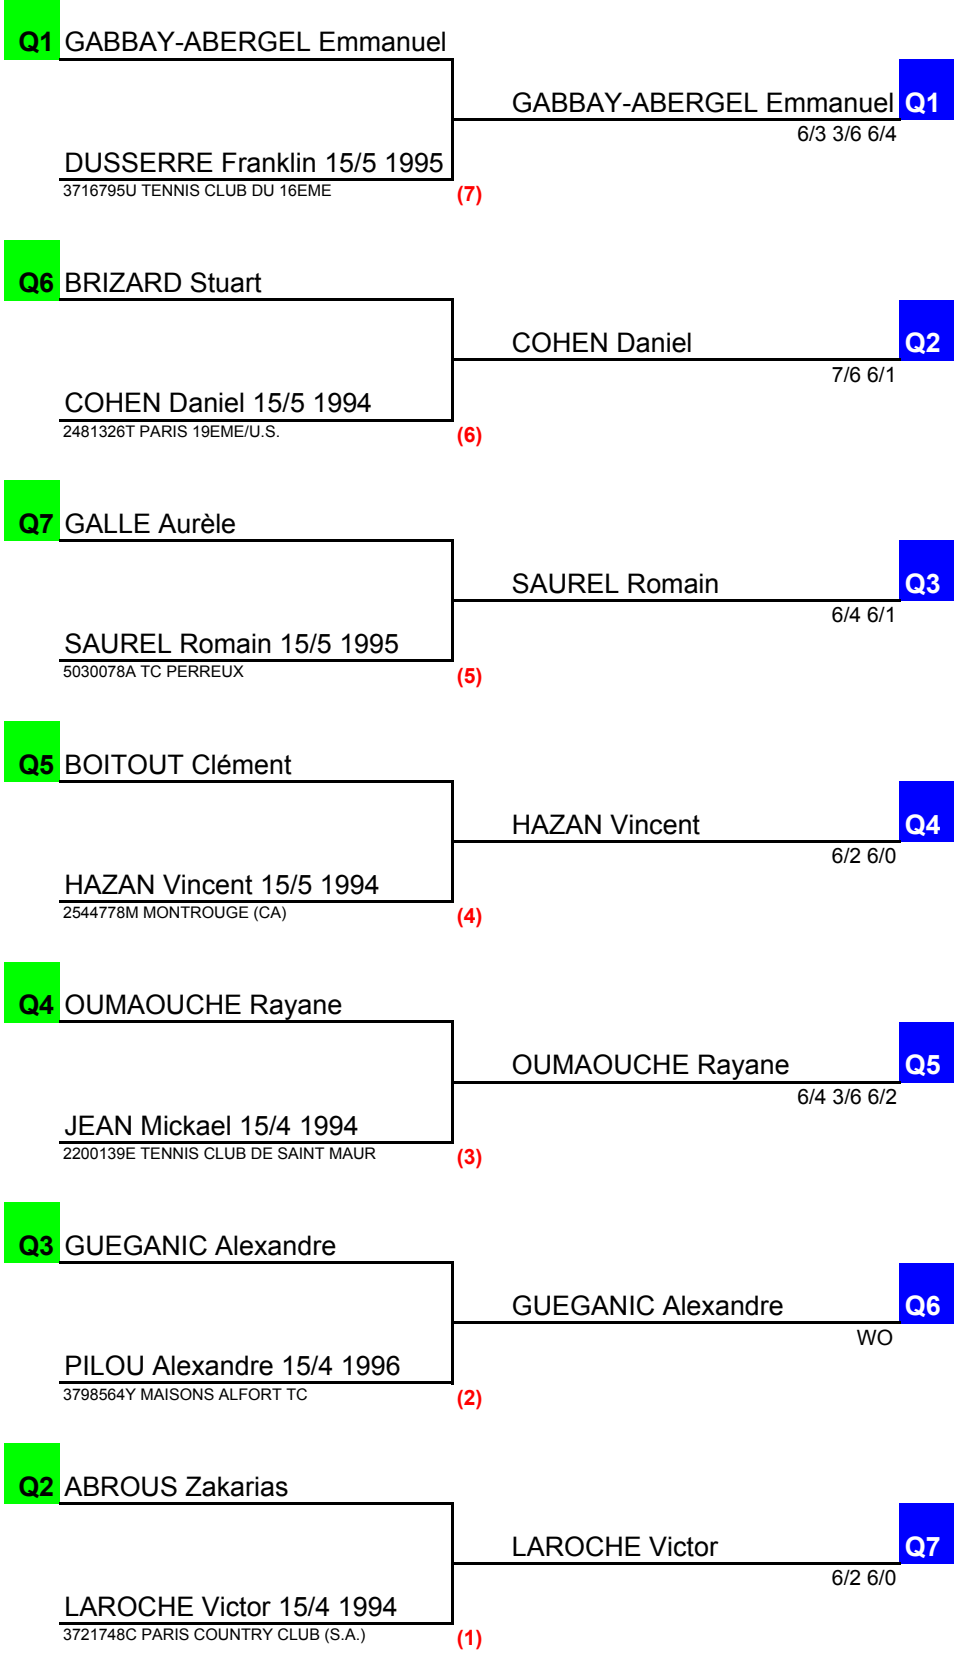 Q1 GABBAY-ABERGEL Emmanuel
GABBAY-ABERGEL Emmanuel Q1
6/3 3/6 6/4
DUSSERRE Franklin 15/5 1995
3716795U TENNIS CLUB DU 16EME
(7)
Q6 BRIZARD Stuart
COHEN Daniel Q2
7/6 6/1
COHEN Daniel 15/5 1994
2481326T PARIS 19EME/U.S.
(6)
Q7 GALLE Aurèle
SAUREL Romain Q3
6/4 6/1
SAUREL Romain 15/5 1995
5030078A TC PERREUX
(5)
Q5 BOITOUT Clément
HAZAN Vincent Q4
6/2 6/0
HAZAN Vincent 15/5 1994
2544778M MONTROUGE (CA)
(4)
Q4 OUMAOUCHE Rayane
OUMAOUCHE Rayane Q5
6/4 3/6 6/2
JEAN Mickael 15/4 1994
2200139E TENNIS CLUB DE SAINT MAUR
(3)
Q3 GUEGANIC Alexandre
GUEGANIC Alexandre Q6
WO
PILOU Alexandre 15/4 1996
3798564Y MAISONS ALFORT TC
(2)
Q2 ABROUS Zakarias
LAROCHE Victor Q7
6/2 6/0
LAROCHE Victor 15/4 1994
3721748C PARIS COUNTRY CLUB (S.A.)
(1)